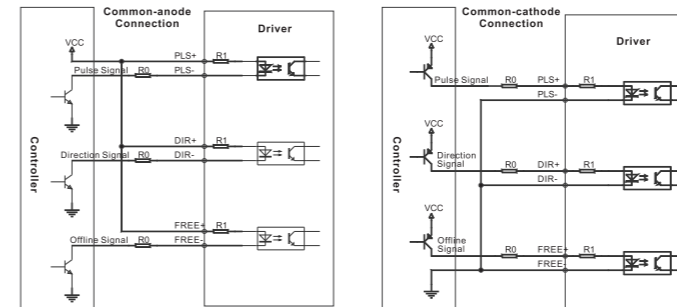 Common-anode
Connection
Driver
VCC
PLS+ R1
Pulse Signal R0 PLS-
DIR+ R1
Direction Signal R0 DIR-
FREE+ R1
Offline Signal R0 FREE-
Controller
Common-cathode
Connection
Driver
VCC
Pulse Signal R0 PLS+ R1
PLS-
VCC
Direction
Signal
R0 DIR+ R1
DIR-
VCC
Offline
Signal
R0 FREE+ R1
FREE-
Controller